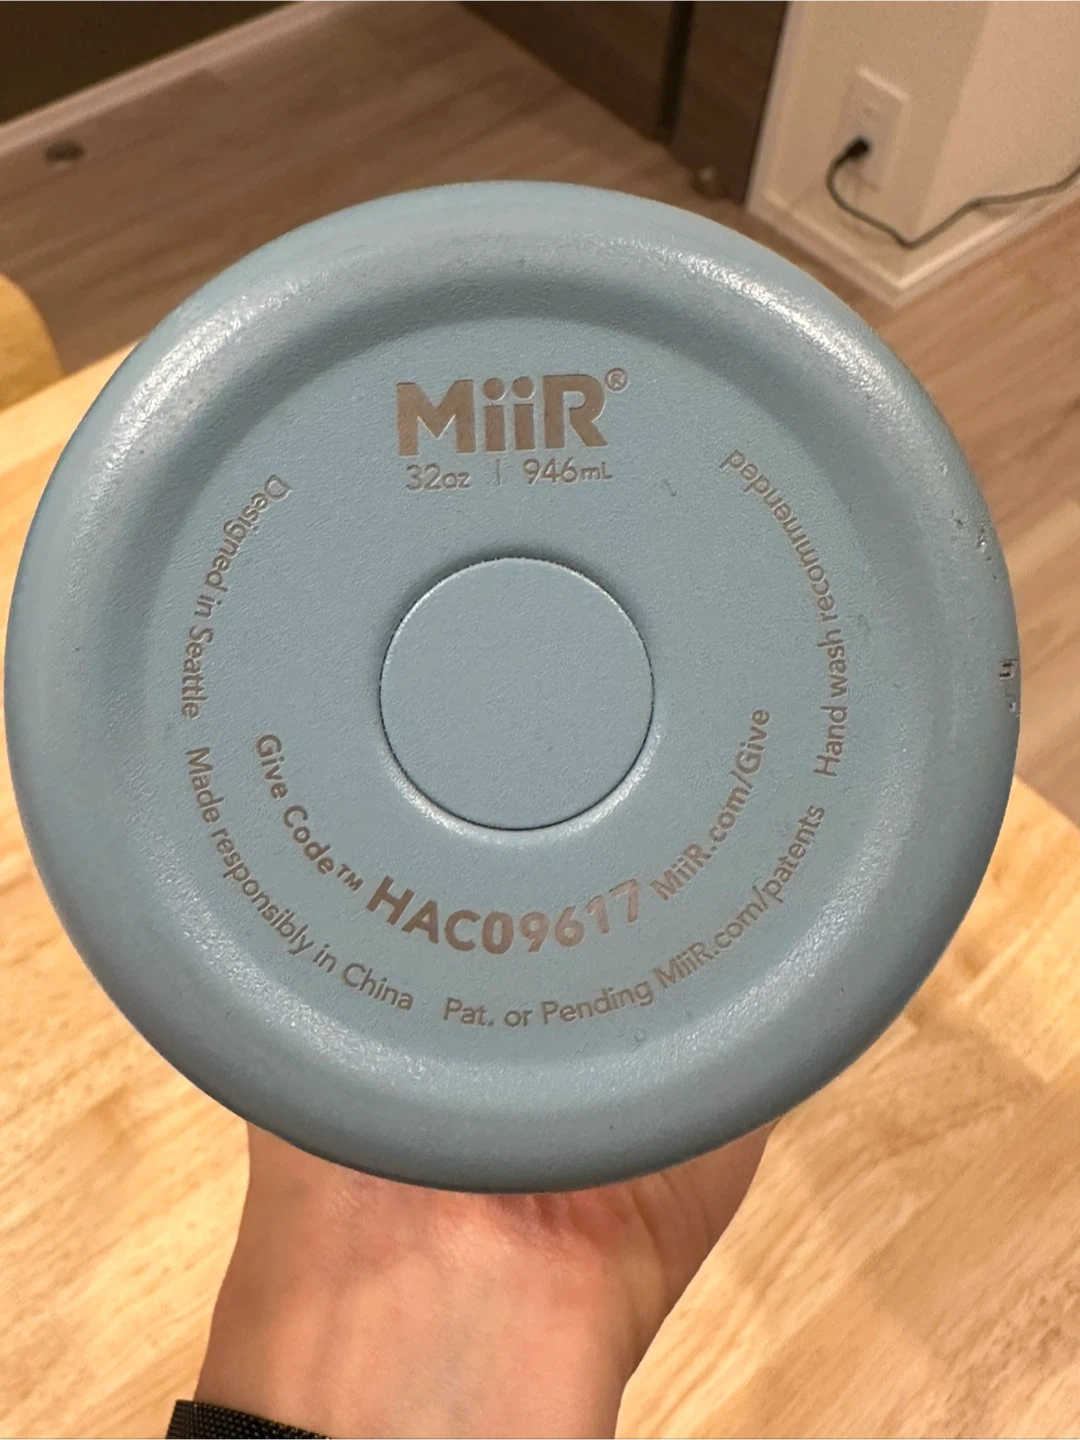 MiiR®
32oz | 946mL
Designed in Seattle Made responsibly in China Pat. or Pending MiiR.com/patents Hand wash recommended
Give Code™ HAC09617 MiiR.com/Give